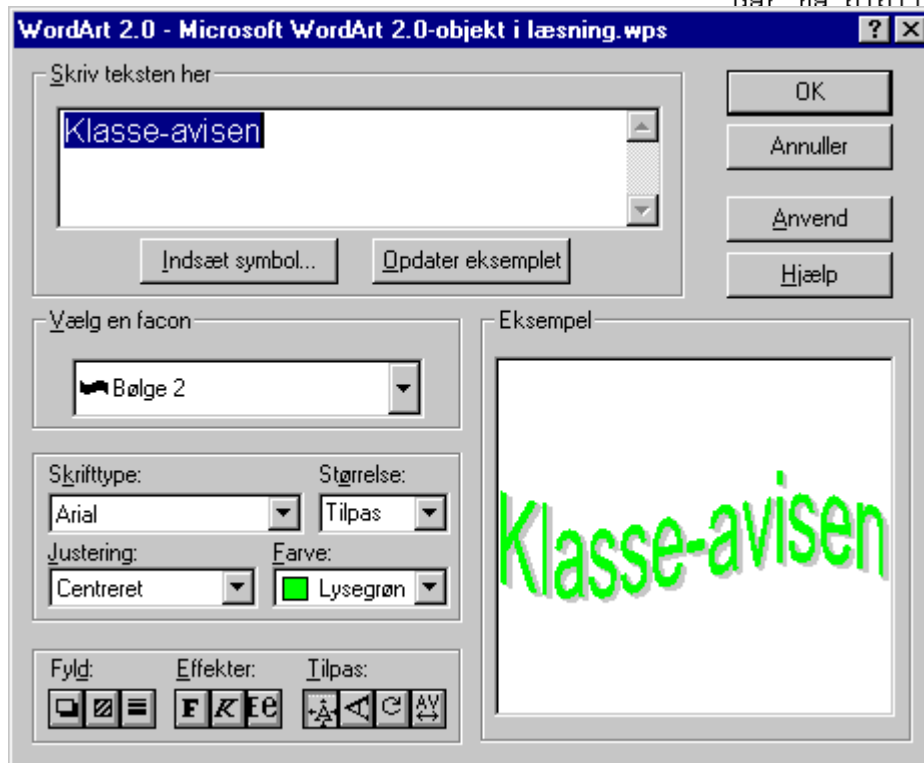 WordArt 2.0 - Microsoft WordArt 2.0-objekt i læsning.wps
Skriv teksten her
Klasse-avisen
OK
Annuller
Anvend
Hjælp
Indsæt symbol...
Opdater eksemplet
Vælg en facon
Bølge 2
Eksempel
Klasse-avisen
Skrifttype:
Størrelse:
Arial
Tilpas
Justering:
Farve:
Centreret
Lysegrøn
Fyld:
Effekter:
Tilpas:
F K Ee
A A C AV